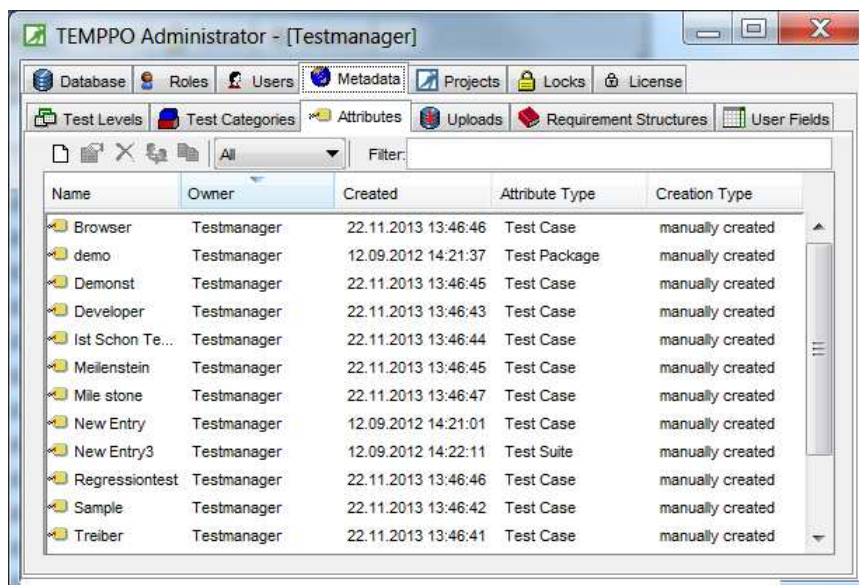 TEMPPO Administrator - [Testmanager]
Database Roles Users Metadata Projects Locks License
Test Levels Test Categories Attributes Uploads Requirement Structures User Fields
All Filter:
Name Owner Created Attribute Type Creation Type
Browser Testmanager 22.11.2013 13:46:46 Test Case manually created
demo Testmanager 12.09.2012 14:21:37 Test Package manually created
Demonst Testmanager 22.11.2013 13:46:45 Test Case manually created
Developer Testmanager 22.11.2013 13:46:43 Test Case manually created
Ist Schon Te... Testmanager 22.11.2013 13:46:44 Test Case manually created
Meilenstein Testmanager 22.11.2013 13:46:45 Test Case manually created
Mile stone Testmanager 22.11.2013 13:46:47 Test Case manually created
New Entry Testmanager 12.09.2012 14:21:01 Test Case manually created
New Entry3 Testmanager 12.09.2012 14:22:11 Test Suite manually created
Regressiontest Testmanager 22.11.2013 13:46:46 Test Case manually created
Sample Testmanager 22.11.2013 13:46:42 Test Case manually created
Treiber Testmanager 22.11.2013 13:46:41 Test Case manually created